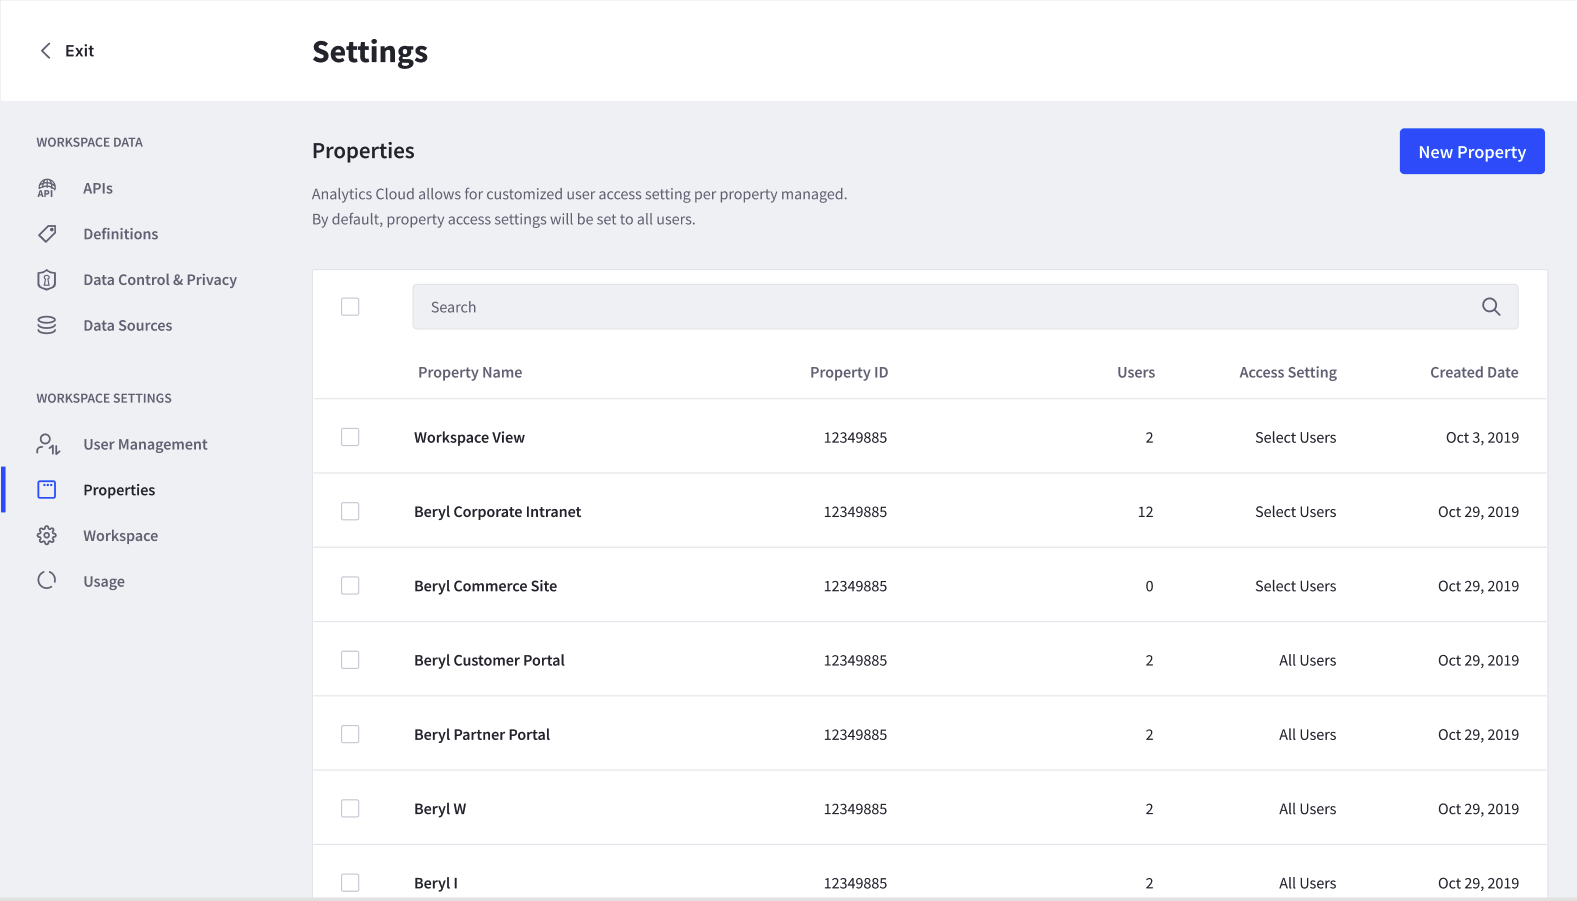 Exit
Settings
WORKSPACE DATA
API
APIs
Definitions
Data Control & Privacy
Data Sources
WORKSPACE SETTINGS
User Management
Properties
Workspace
Usage
Properties
New Property
Analytics Cloud allows for customized user access setting per property managed.
By default, property access settings will be set to all users.
Search
Property Name Property ID Users Access Setting Created Date
Workspace View 12349885 2 Select Users Oct 3, 2019
Beryl Corporate Intranet 12349885 12 Select Users Oct 29, 2019
Beryl Commerce Site 12349885 0 Select Users Oct 29, 2019
Beryl Customer Portal 12349885 2 All Users Oct 29, 2019
Beryl Partner Portal 12349885 2 All Users Oct 29, 2019
Beryl W 12349885 2 All Users Oct 29, 2019
Beryl I 12349885 2 All Users Oct 29, 2019